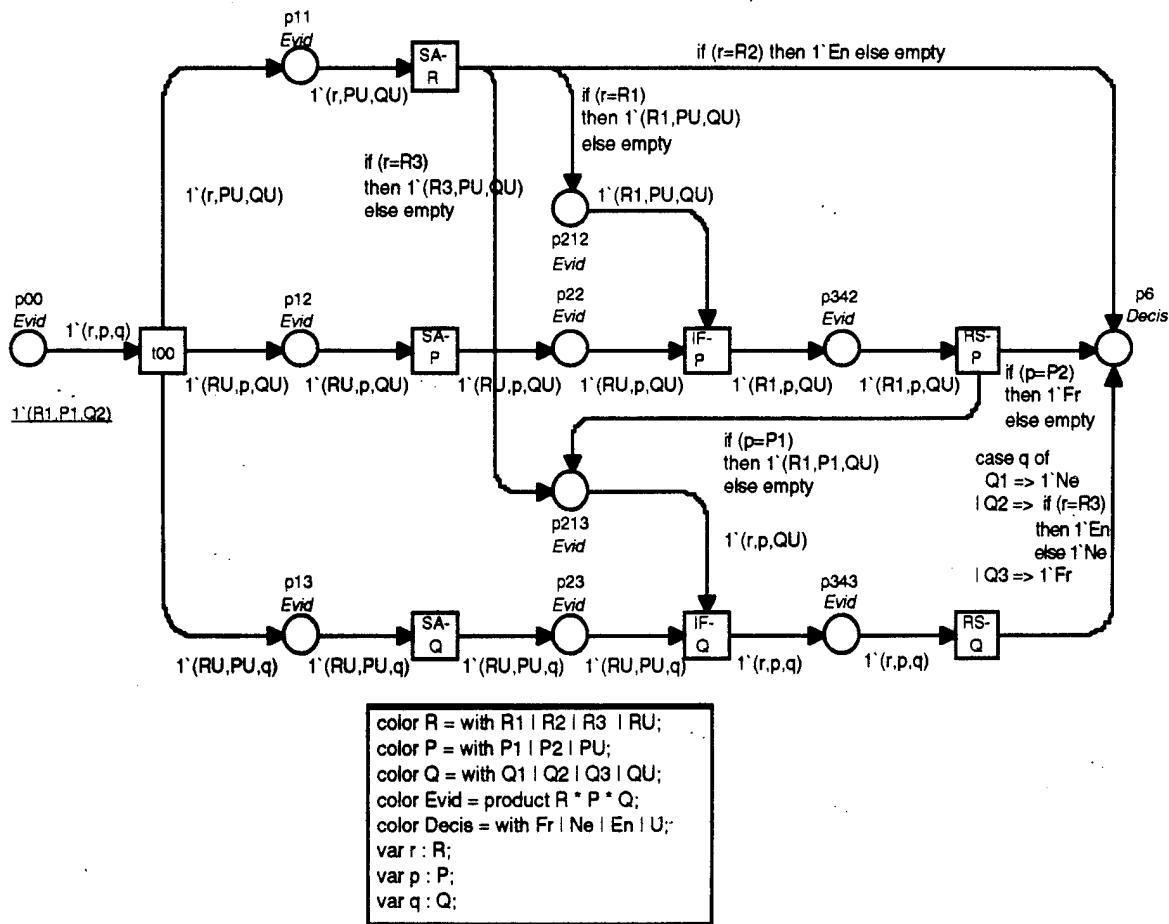 p11
Evid
SA-
R
if (r=R2) then 1`En else empty
1`(r,PU,QU)
if (r=R1)
then 1`(R1,PU,QU)
else empty
if (r=R3)
then 1`(R3,PU,QU)
else empty
1`(r,PU,QU)
1`(R1,PU,QU)
p212
Evid
p00
Evid
1`(r,p,q)
t00
1`(R1,P1,Q2)
p12
Evid
SA-
P
p22
Evid
IF-
P
p342
Evid
RS-
P
p6
Decis
1`(RU,p,QU)
1`(RU,p,QU)
1`(RU,p,QU)
1`(RU,p,QU)
1`(R1,p,QU)
1`(R1,p,QU)
if (p=P2)
then 1`Fr
else empty
if (p=P1)
then 1`(R1,P1,QU)
else empty
case q of
Q1 => 1`Ne
| Q2 => if (r=R3)
then 1`En
else 1`Ne
| Q3 => 1`Fr
p213
Evid
1`(r,p,QU)
p13
Evid
SA-
Q
p23
Evid
IF-
Q
p343
Evid
RS-
Q
1`(RU,PU,q)
1`(RU,PU,q)
1`(RU,PU,q)
1`(RU,PU,q)
1`(r,p,q)
1`(r,p,q)
color R = with R1 | R2 | R3 | RU;
color P = with P1 | P2 | PU;
color Q = with Q1 | Q2 | Q3 | QU;
color Evid = product R * P * Q;
color Decis = with Fr | Ne | En | U;
var r : R;
var p : P;
var q : Q;